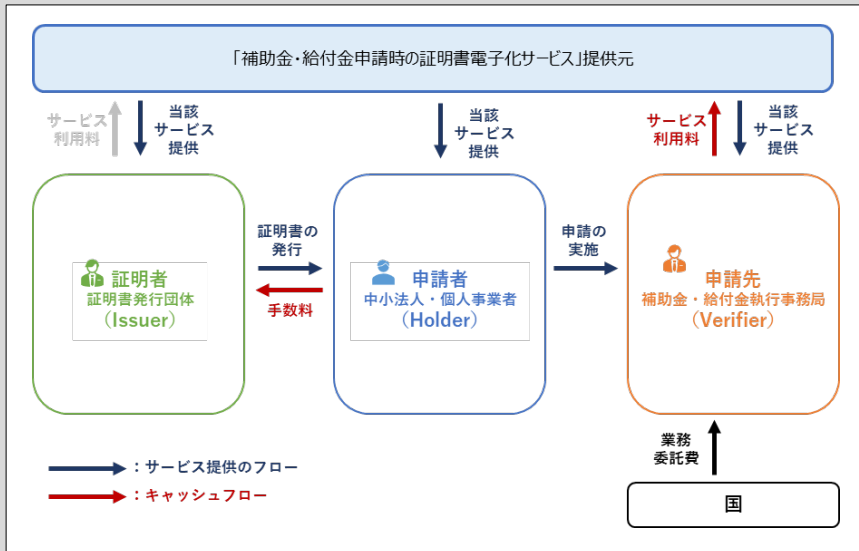 「補助金・給付金申請時の証明書電子化サービス」提供元
サービス
利用料
当該
サービス
提供
当該
サービス
提供
サービス
利用料
当該
サービス
提供
証明者
証明書発行団体
（Issuer）
証明書の
発行
手数料
申請者
中小法人・個人事業者
（Holder）
申請の
実施
申請先
補助金・給付金執行事務局
（Verifier）
業務
委託費
国
：サービス提供のフロー
：キャッシュフロー